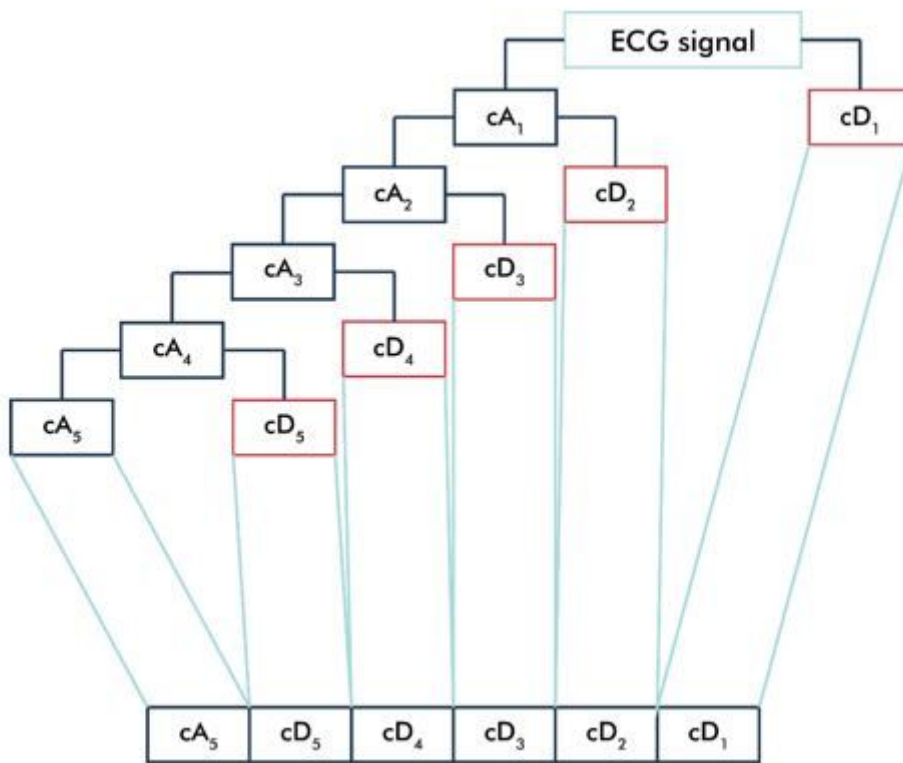 ECG signal
cA₁ cD₁
cA₂ cD₂
cA₃ cD₃
cA₄ cD₄
cA₅ cD₅
cA₅ cD₅ cD₄ cD₃ cD₂ cD₁